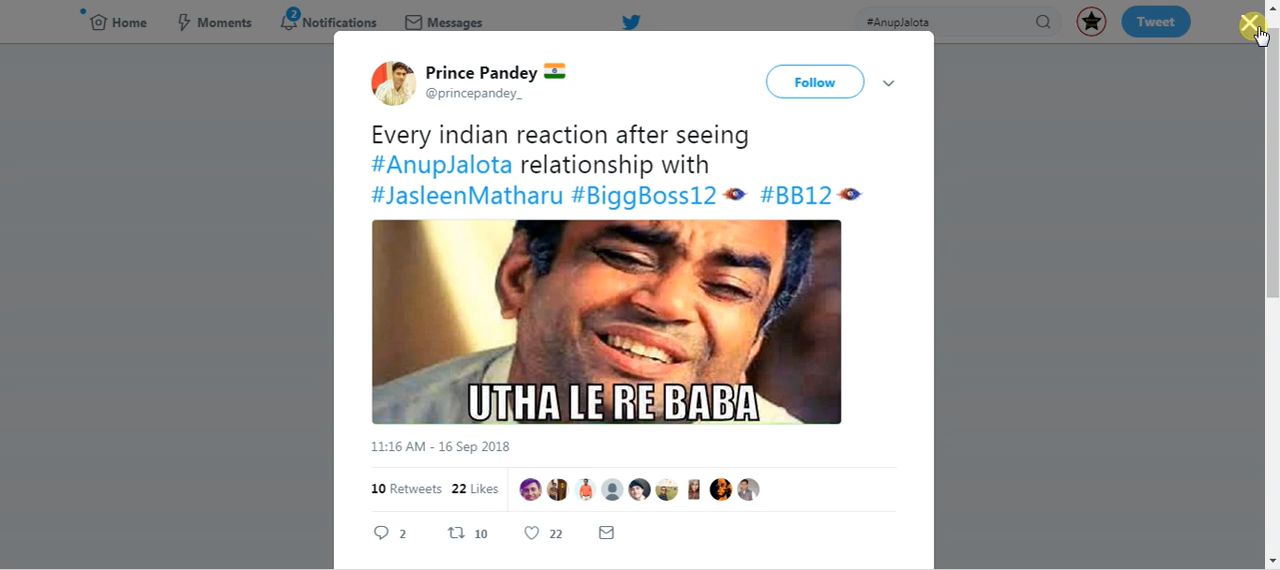 Home Moments 2 Notifications Messages #AnupJalota Tweet
Prince Pandey
@princepandey_
Follow
Every indian reaction after seeing
#AnupJalota relationship with
#JasleenMatharu #BiggBoss12 #BB12
UTHA LE RE BABA
11:16 AM - 16 Sep 2018
10 Retweets 22 Likes
2 10 22